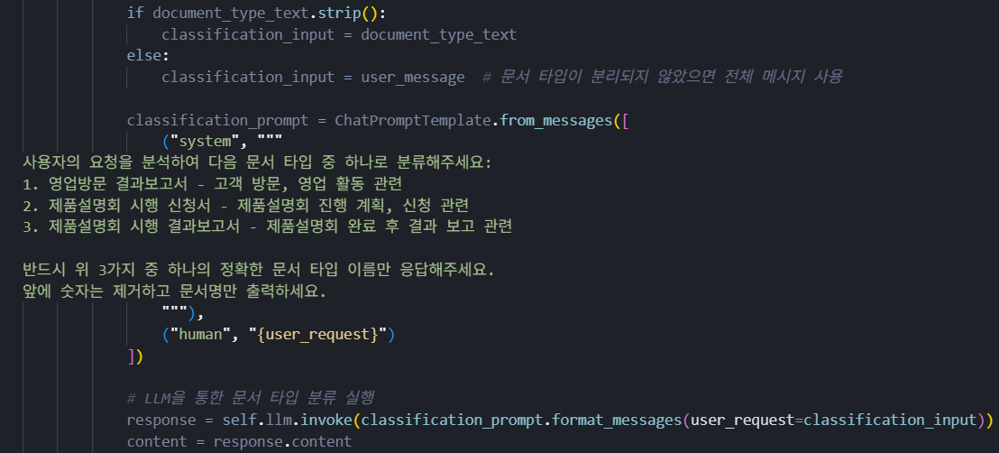 if document_type_text.strip():
    classification_input = document_type_text
else:
    classification_input = user_message  # 문서 타입이 분리되지 않았으면 전체 메시지 사용

classification_prompt = ChatPromptTemplate.from_messages([
    ("system", """
사용자의 요청을 분석하여 다음 문서 타입 중 하나로 분류해주세요:
1. 영업방문 결과보고서 - 고객 방문, 영업 활동 관련
2. 제품설명회 시행 신청서 - 제품설명회 진행 계획, 신청 관련
3. 제품설명회 시행 결과보고서 - 제품설명회 완료 후 결과 보고 관련

반드시 위 3가지 중 하나의 정확한 문서 타입 이름만 응답해주세요.
앞에 숫자는 제거하고 문서명만 출력하세요.
    """),
    ("human", "{user_request}")
])

# LLM을 통한 문서 타입 분류 실행
response = self.llm.invoke(classification_prompt.format_messages(user_request=classification_input))
content = response.content